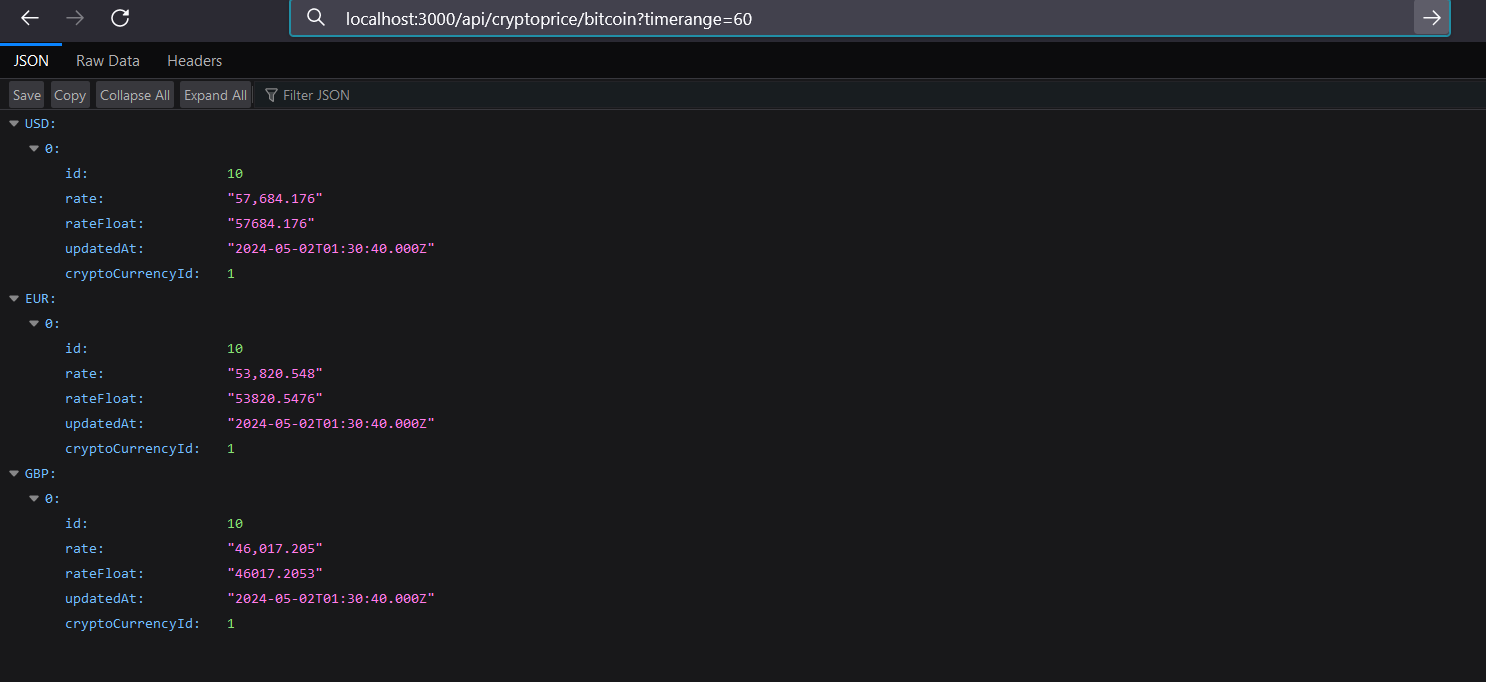 localhost:3000/api/cryptoprice/bitcoin?timerange=60
JSON Raw Data Headers
Save Copy Collapse All Expand All Filter JSON
USD:
0:
id: 10
rate: "57,684.176"
rateFloat: "57684.176"
updatedAt: "2024-05-02T01:30:40.000Z"
cryptoCurrencyId: 1
EUR:
0:
id: 10
rate: "53,820.548"
rateFloat: "53820.5476"
updatedAt: "2024-05-02T01:30:40.000Z"
cryptoCurrencyId: 1
GBP:
0:
id: 10
rate: "46,017.205"
rateFloat: "46017.2053"
updatedAt: "2024-05-02T01:30:40.000Z"
cryptoCurrencyId: 1